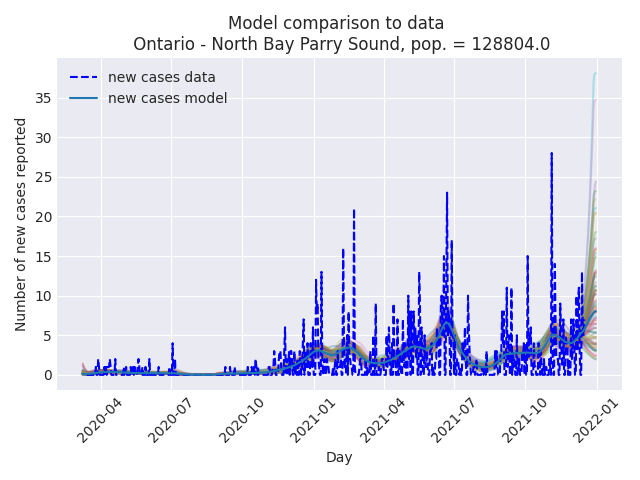 Model comparison to data
Ontario - North Bay Parry Sound, pop. = 128804.0
new cases data
new cases model
Number of new cases reported
35
30
25
20
15
10
5
0
2020-04
2020-07
2020-10
2021-01
2021-04
2021-07
2021-10
2022-01
Day